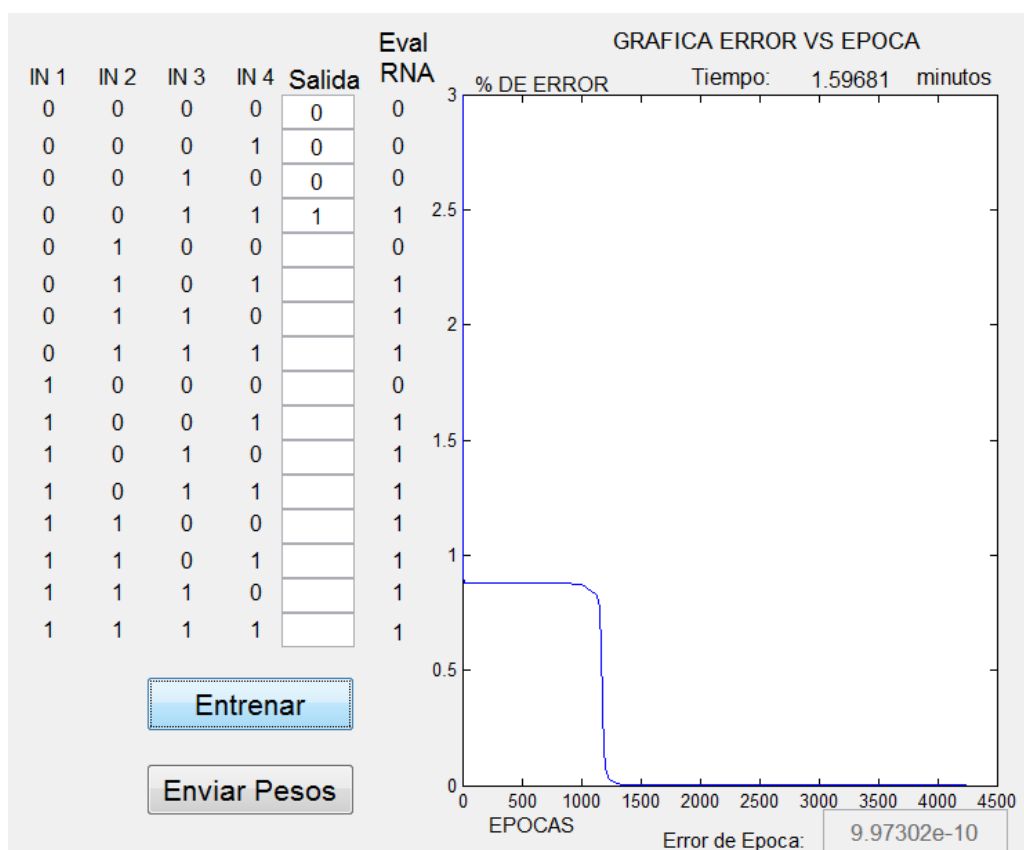 Eval
RNA
IN 1 IN 2 IN 3 IN 4 Salida
0 0 0 0 0 0
0 0 0 1 0 0
0 0 1 0 0 0
0 0 1 1 1 1
0 1 0 0 0
0 1 0 1 1
0 1 1 0 1
0 1 1 1 1
1 0 0 0 0
1 0 0 1 1
1 0 1 0 1
1 0 1 1 1
1 1 0 0 1
1 1 0 1 1
1 1 1 0 1
1 1 1 1 1
Entrenar
Enviar Pesos
GRAFICA ERROR VS EPOCA
% DE ERROR
Tiempo: 1.59681 minutos
3
2.5
2
1.5
1
0.5
0
0 500 1000 1500 2000 2500 3000 3500 4000 4500
EPOCAS
Error de Epoca: 9.97302e-10